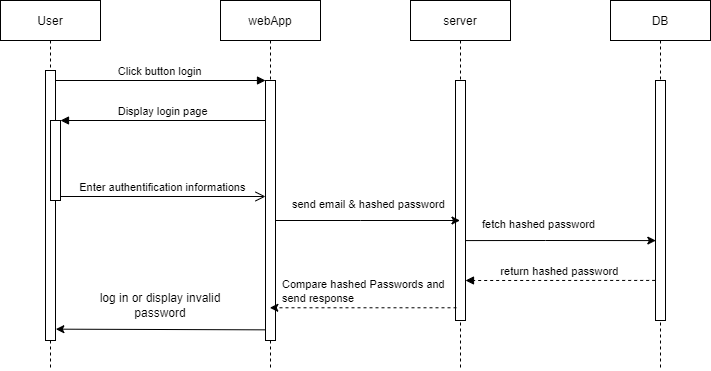 User
webApp
server
DB
Click button login
Display login page
Enter authentification informations
send email & hashed password
fetch hashed password
return hashed password
Compare hashed Passwords and
send response
log in or display invalid
password